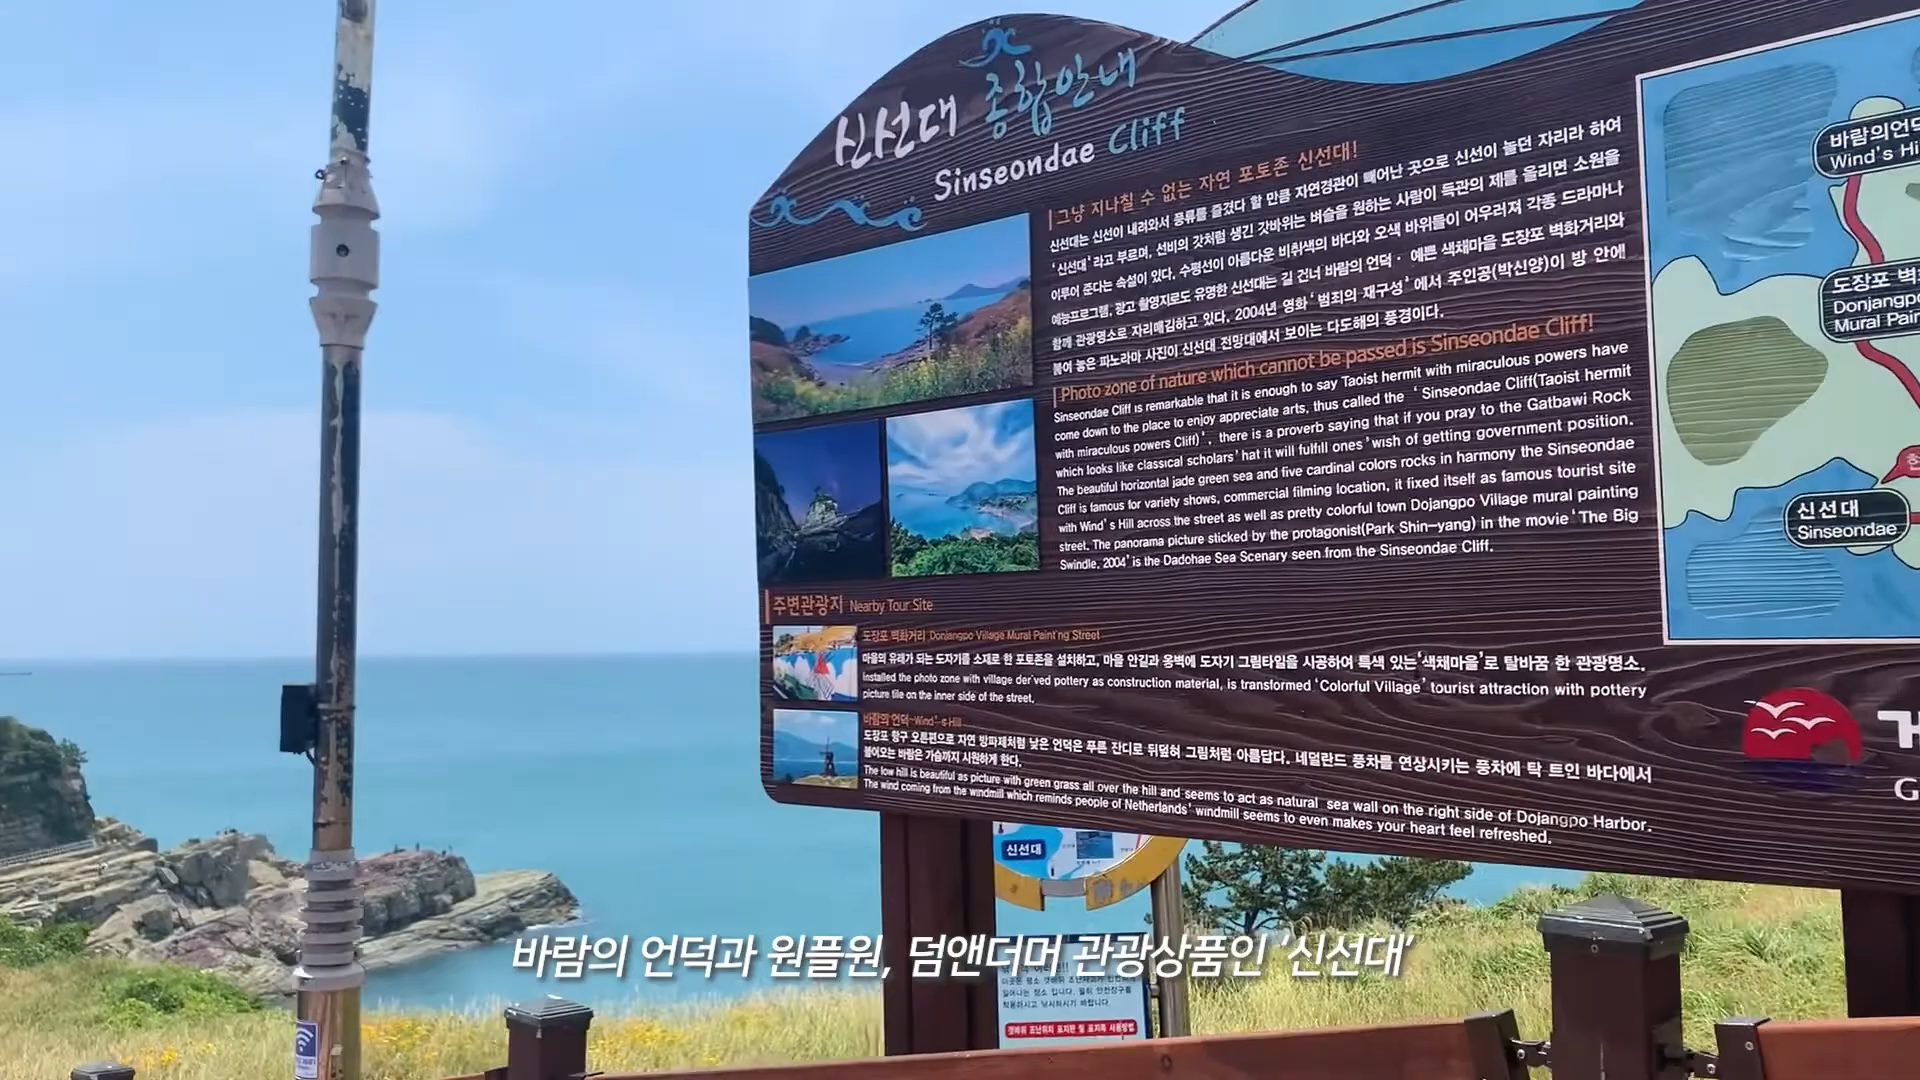 신선대 종합안내
Sinseondae Cliff
그냥 지나칠 수 없는 자연 포토존 신선대!
신선대는 신선이 내려와서 풍류를 즐겼다 할 만큼 자연경관이 빼어난 곳으로 신선이 놀던 자리라 하여
‘신선대’라고 부르며, 선비의 갓처럼 생긴 갓바위는 벼슬을 원하는 사람이 득관의 제를 올리면 소원을
이루어 준다는 속설이 있다. 수평선이 아름다운 비취색의 바다와 오색 바위들이 어우러져 각종 드라마나
예능프로그램, 광고 촬영지로도 유명한 신선대는 길 건너 바람의 언덕 · 예쁜 색채마을 도장포 벽화거리와
함께 관광명소로 자리매김하고 있다. 2004년 영화 ‘범죄의 재구성’ 에서 주인공(박신양)이 방 안에
붙여 놓은 파노라마 사진이 신선대 전망대에서 보이는 다도해의 풍경이다.
Photo zone of nature which cannot be passed is Sinseondae Cliff!
Sinseondae Cliff is remarkable that it is enough to say Taoist hermit with miraculous powers have
come down to the place to enjoy appreciate arts, thus called the ‘ Sinseondae Cliff(Taoist hermit
with miraculous powers Cliff)’ . there is a proverb saying that if you pray to the Gatbawi Rock
which looks like classical scholars’ hat it will fulfill ones’ wish of getting government position.
The beautiful horizontal jade green sea and five cardinal colors rocks in harmony the Sinseondae
Cliff is famous for variety shows, commercial filming location, it fixed itself as famous tourist site
with Wind’ s Hill across the street as well as pretty colorful town Dojangpo Village mural painting
street. The panorama picture sticked by the protagonist(Park Shin-yang) in the movie ‘ The Big
Swindle, 2004’ is the Dadohae Sea Scenary seen from the Sinseondae Cliff.
바람의언덕
Wind's Hi
도장포 벽
Donjangpo
Mural Pain
신선대
Sinseondae
주변관광지 Nearby Tour Site
도장포 벽화거리 Donjangpo Village Mural Painting Street
마을의 유래가 되는 도자기를 소재로 한 포토존을 설치하고, 마을 안길과 옹벽에 도자기 그림타일을 시공하여 특색 있는‘색채마을’로 탈바꿈 한 관광명소.
Installed the photo zone with village derived pottery as construction material, is transformed ‘Colorful Village’ tourist attraction with pottery
picture tile on the inner side of the street.
바람의 언덕 Wind’ s Hill
도장포 항구 오른편으로 자연 방파제처럼 낮은 언덕은 푸른 잔디로 뒤덮혀 그림처럼 아름답다. 네덜란드 풍차를 연상시키는 풍차에 탁 트인 바다에서
불어오는 바람은 가슴까지 시원하게 한다.
The low hill is beautiful as picture with green grass all over the hill and seems to act as natural sea wall on the right side of Dojangpo Harbor.
The wind coming from the windmill which reminds people of Netherlands’ windmill seems to even makes your heart feel refreshed.
거
G
신선대
바람의 언덕과 원플원, 덤앤더머 관광상품인 ‘신선대’